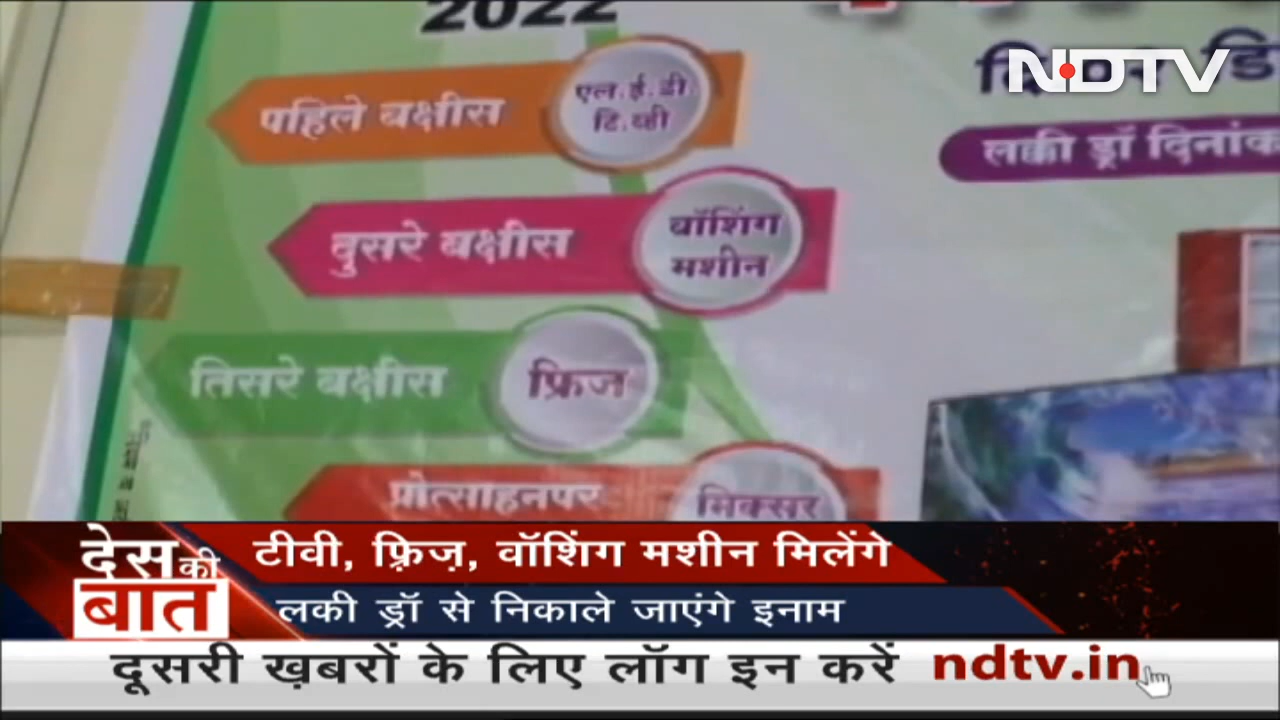 2022
NDTV
पहिले बक्षीस
एल.ई.डी
टि.व्ही
लक्की ड्रॉ दिनांक
दुसरे बक्षीस
वॉशिंग
मशीन
तिसरे बक्षीस
फ्रिज
प्रोत्साहनपर
मिक्सर
देस की
बात
टीवी, फ़्रिज़, वॉशिंग मशीन मिलेंगे
लकी ड्रॉ से निकाले जाएंगे इनाम
दूसरी ख़बरों के लिए लॉग इन करें ndtv.in